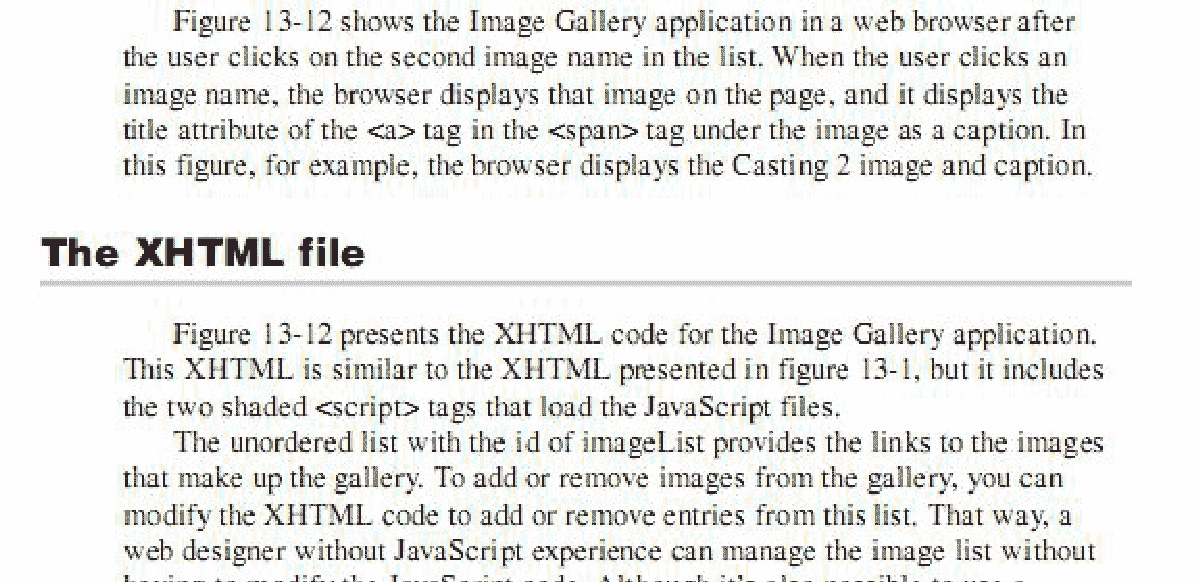 Figure 13-12 shows the Image Gallery application in a web browser after
the user clicks on the second image name in the list. When the user clicks an
image name, the browser displays that image on the page, and it displays the
title attribute of the <a> tag in the <span> tag under the image as a caption. In
this figure, for example, the browser displays the Casting 2 image and caption.
The XHTML file
Figure 13-12 presents the XHTML code for the Image Gallery application.
This XHTML is similar to the XHTML presented in figure 13-1, but it includes
the two shaded <script> tags that load the JavaScript files.
The unordered list with the id of imageList provides the links to the images
that make up the gallery. To add or remove images from the gallery, you can
modify the XHTML code to add or remove entries from this list. That way, a
web designer without JavaScript experience can manage the image list without